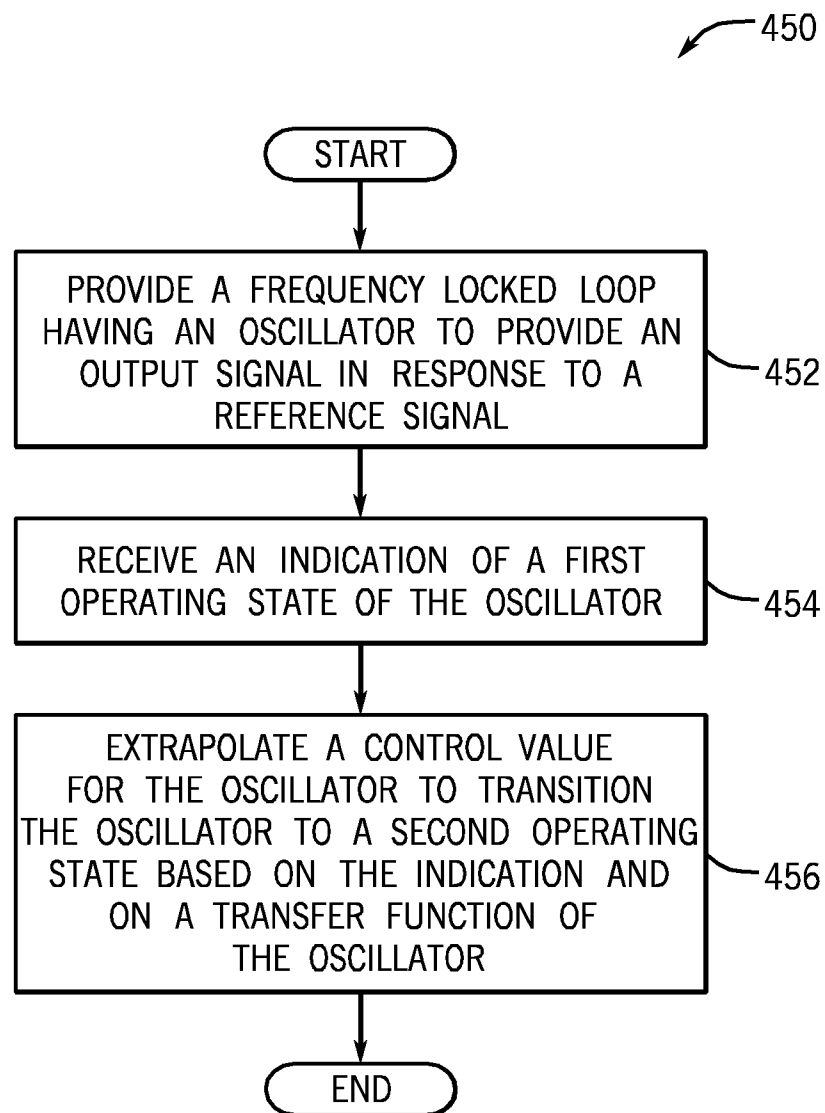 450
START
PROVIDE A FREQUENCY LOCKED LOOP
HAVING AN OSCILLATOR TO PROVIDE AN
OUTPUT SIGNAL IN RESPONSE TO A
REFERENCE SIGNAL
452
RECEIVE AN INDICATION OF A FIRST
OPERATING STATE OF THE OSCILLATOR
454
EXTRAPOLATE A CONTROL VALUE
FOR THE OSCILLATOR TO TRANSITION
THE OSCILLATOR TO A SECOND OPERATING
STATE BASED ON THE INDICATION AND
ON A TRANSFER FUNCTION OF
THE OSCILLATOR
456
END